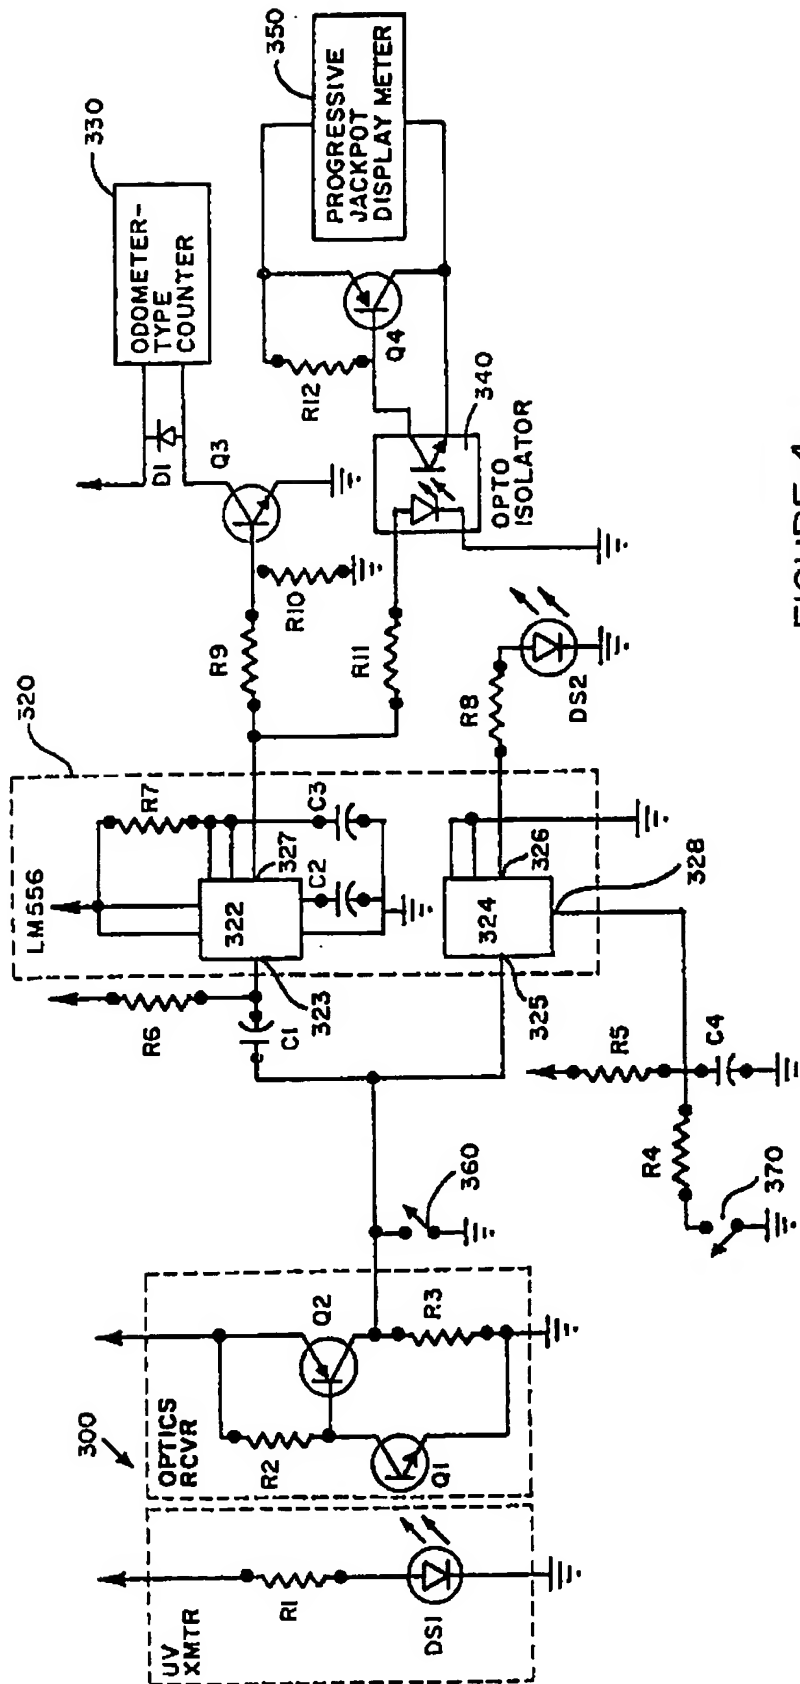 300
UV
XMTR
R1
DS1
OPTICS
RCVR
R2
Q1
Q2
R3
360
370
R4
R5
C4
R6
C1
323
325
LM556
320
322
R7
327
C2
C3
324
326
328
R8
DS2
R9
R10
R11
Q3
D1
ODOMETER-
TYPE
COUNTER
330
OPTO
ISOLATOR
340
R12
Q4
PROGRESSIVE
JACKPOT
DISPLAY METER
350
FIGURE 4